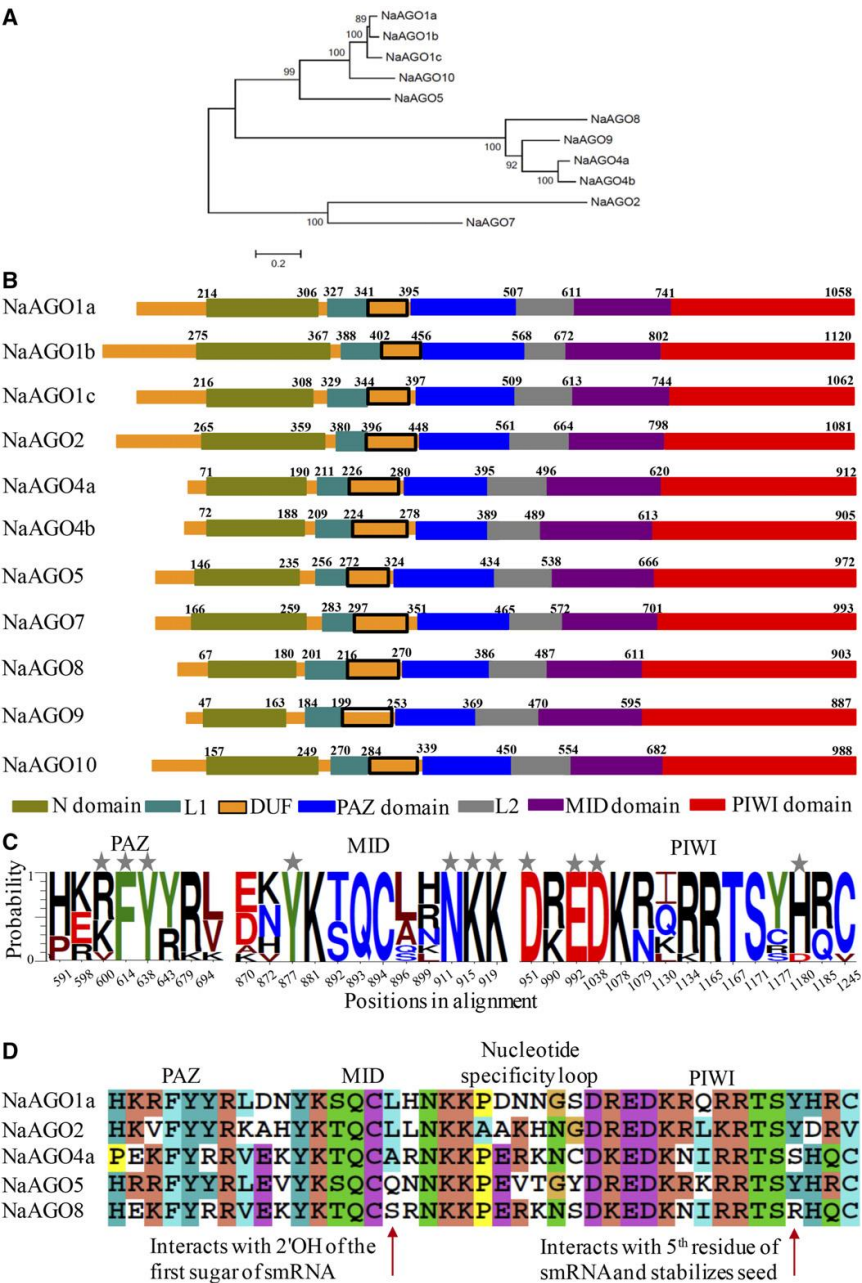 A
NaAGO1a
89
NaAGO1b
100
NaAGO1c
100
NaAGO10
99
NaAGO5
NaAGO8
NaAGO9
100
92
NaAGO4a
100
NaAGO4b
NaAGO2
100
NaAGO7
0.2
B
NaAGO1a 214 306 327 341 395 507 611 741 1058
NaAGO1b 275 367 388 402 456 568 672 802 1120
NaAGO1c 216 308 329 344 397 509 613 744 1062
NaAGO2 265 359 380 396 448 561 664 798 1081
NaAGO4a 71 190 211 226 280 395 496 620 912
NaAGO4b 72 188 209 224 278 389 489 613 905
NaAGO5 146 235 256 272 324 434 538 666 972
NaAGO7 166 259 283 297 351 465 572 701 993
NaAGO8 67 180 201 216 270 386 487 611 903
NaAGO9 47 163 184 199 253 369 470 595 887
NaAGO10 157 249 270 284 339 450 554 682 988
N domain L1 DUF PAZ domain L2 MID domain PIWI domain
C
PAZ MID PIWI
Probability
1
0
591 598 600 614 638 643 679 694 870 872 877 881 892 893 894 896 899 911 915 919 951 990 992 1038 1078 1079 1130 1134 1165 1167 1171 1177 1180 1185 1245
Positions in alignment
D
PAZ MID Nucleotide specificity loop PIWI
NaAGO1a HKRFYYRLDNYKSQCLHNKKPDNNGSDREDKRQRRTSYHRC
NaAGO2 HKVFYYRKAHYKTQCLLNKKAAKHNGDREDKRLKRTSYDRV
NaAGO4a PEKFYRRVEKYKTQCARNKKPERKNCDKEDKNIRRTSSHQC
NaAGO5 HRRFYYRLEVYKSQCQNNKKPEVTGYDREDKRKRRTSYHRC
NaAGO8 HEKFYRRVEKYKTQCSRNKKPERKNSDKEDKNIRRTSRHQC
Interacts with 2'OH of the
first sugar of smRNA
Interacts with 5th residue of
smRNA and stabilizes seed